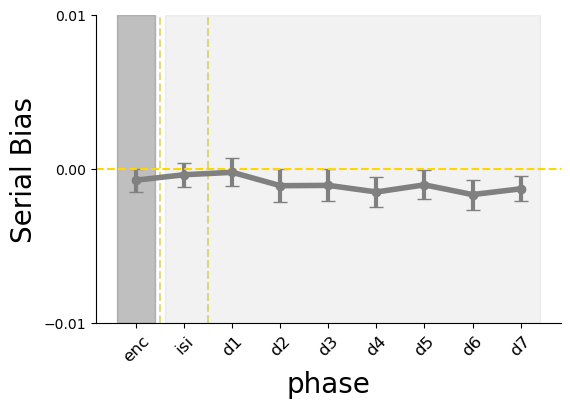 Serial Bias
0.01
0.00
−0.01
enc isi d1 d2 d3 d4 d5 d6 d7
phase